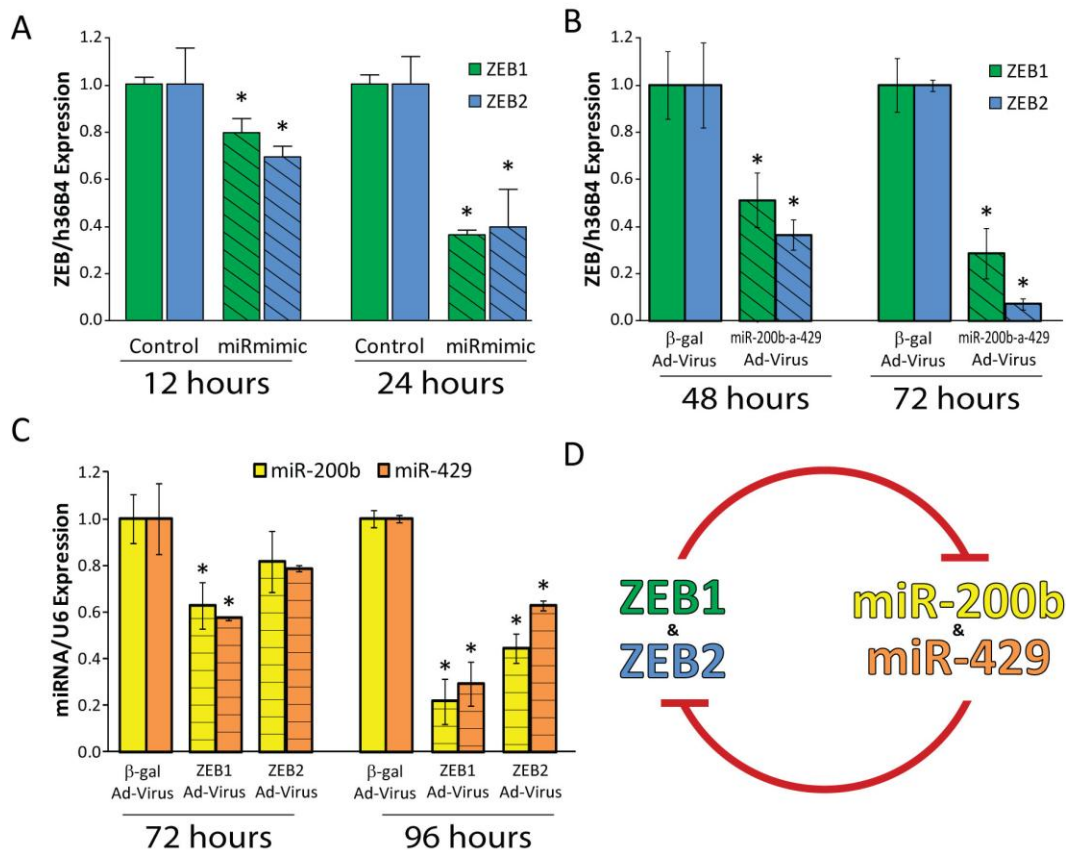 A
ZEB/h36B4 Expression
1.2
1.0
0.8
0.6
0.4
0.2
0.0
ZEB1
ZEB2
* *
* *
Control miRmimic Control miRmimic
12 hours 24 hours
B
ZEB/h36B4 Expression
1.2
1.0
0.8
0.6
0.4
0.2
0.0
ZEB1
ZEB2
* *
* *
β-gal miR-200b-a-429 β-gal miR-200b-a-429
Ad-Virus Ad-Virus Ad-Virus Ad-Virus
48 hours 72 hours
C
miRNA/U6 Expression
1.2
1.0
0.8
0.6
0.4
0.2
0.0
miR-200b miR-429
* *
* * * *
β-gal ZEB1 ZEB2 β-gal ZEB1 ZEB2
Ad-Virus Ad-Virus Ad-Virus Ad-Virus Ad-Virus Ad-Virus
72 hours 96 hours
D
ZEB1
&
ZEB2
miR-200b
&
miR-429